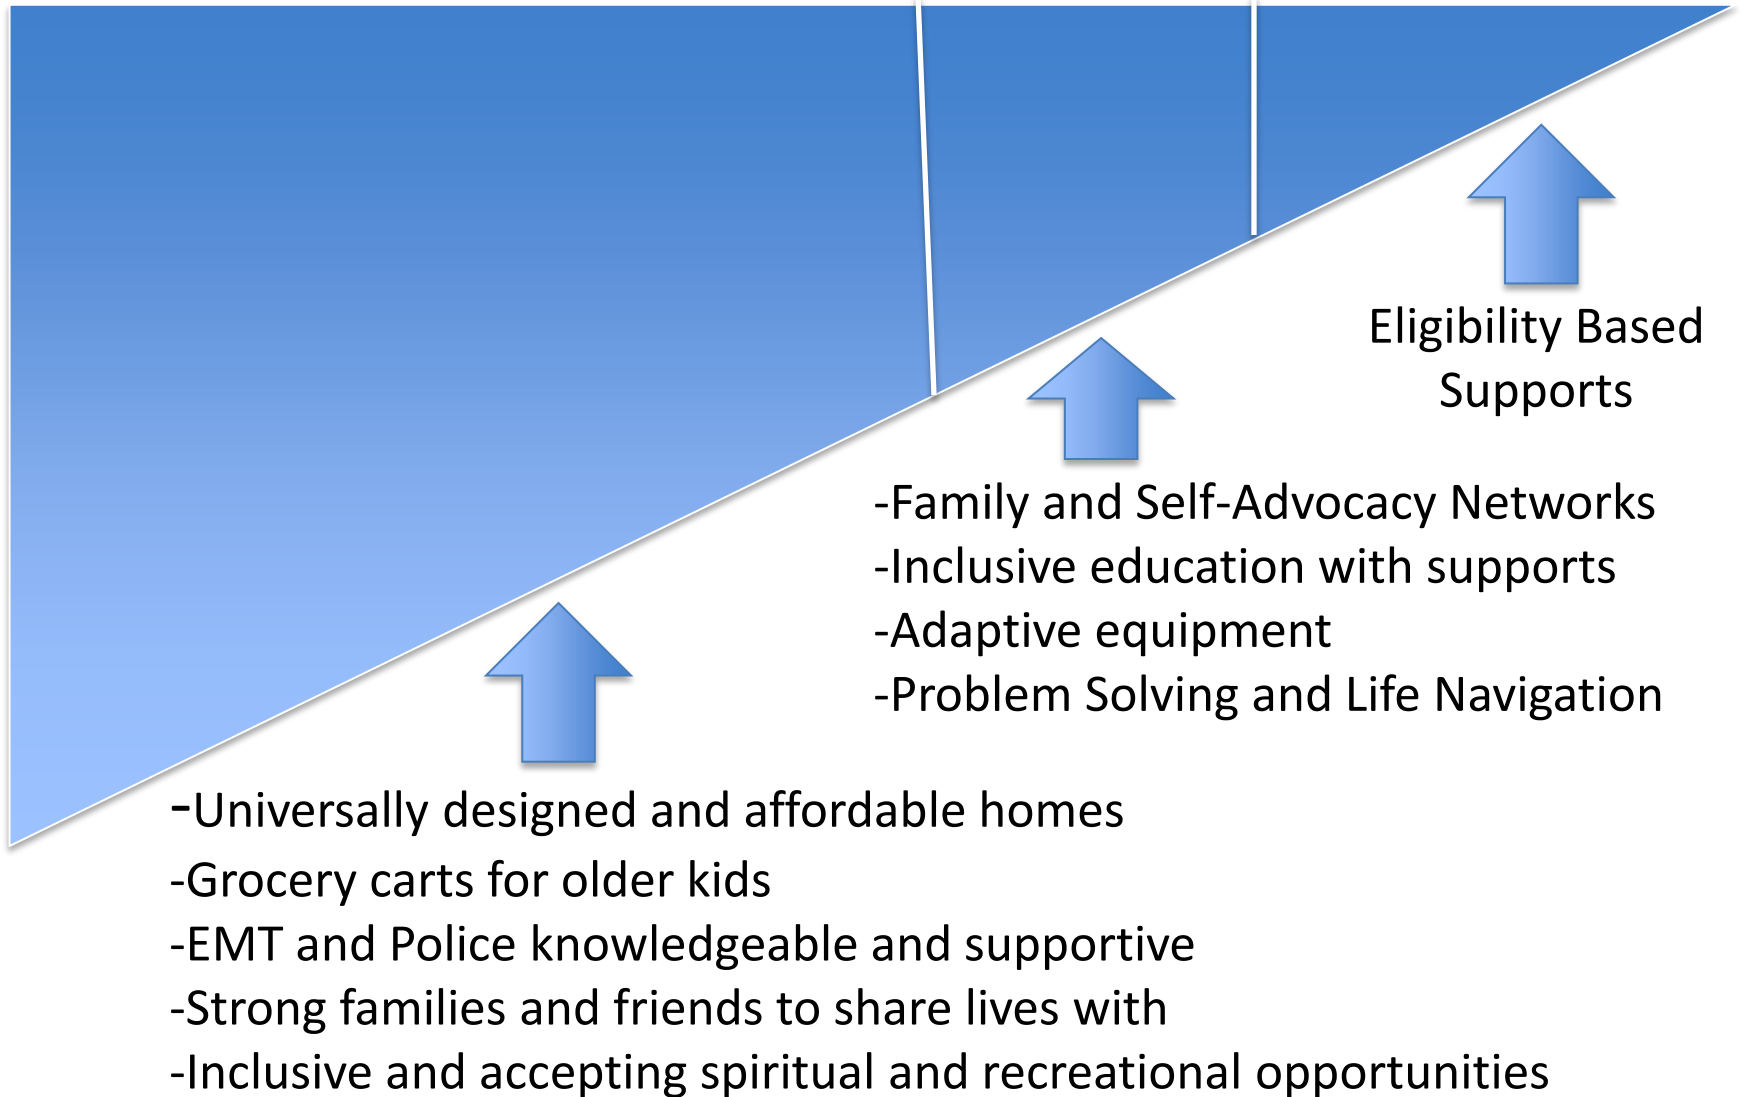 Eligibility Based
Supports
-Family and Self-Advocacy Networks
-Inclusive education with supports
-Adaptive equipment
-Problem Solving and Life Navigation
-Universally designed and affordable homes
-Grocery carts for older kids
-EMT and Police knowledgeable and supportive
-Strong families and friends to share lives with
-Inclusive and accepting spiritual and recreational opportunities